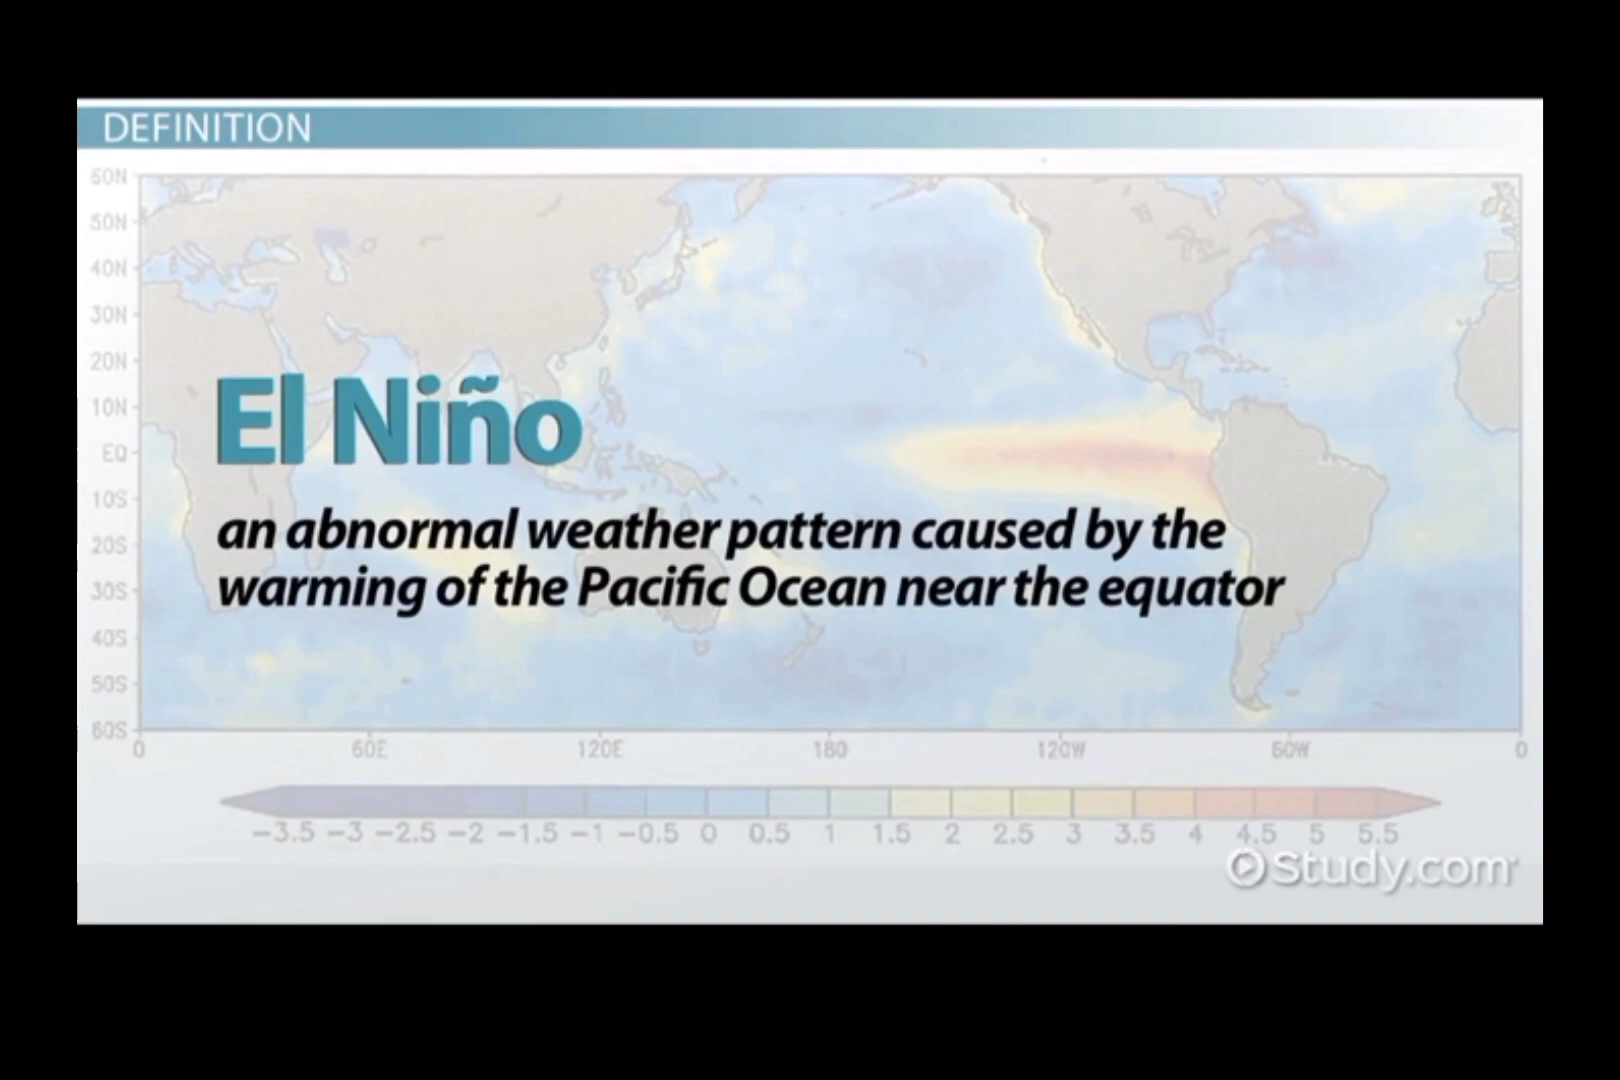 DEFINITION
60N
50N
40N
30N
20N
10N
EQ
10S
20S
30S
40S
50S
60S
El Niño
an abnormal weather pattern caused by the
warming of the Pacific Ocean near the equator
0 60E 120E 180 120W 60W 0
−3.5 −3 −2.5 −2 −1.5 −1 −0.5 0 0.5 1 1.5 2 2.5 3 3.5 4 4.5 5 5.5
Study.com